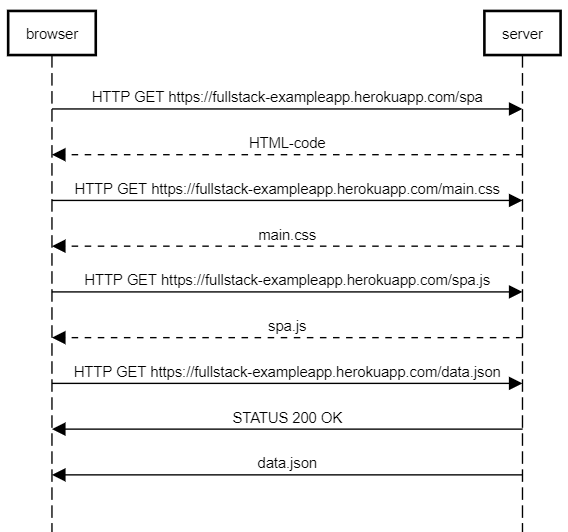 browser
server
HTTP GET https://fullstack-exampleapp.herokuapp.com/spa
HTML-code
HTTP GET https://fullstack-exampleapp.herokuapp.com/main.css
main.css
HTTP GET https://fullstack-exampleapp.herokuapp.com/spa.js
spa.js
HTTP GET https://fullstack-exampleapp.herokuapp.com/data.json
STATUS 200 OK
data.json